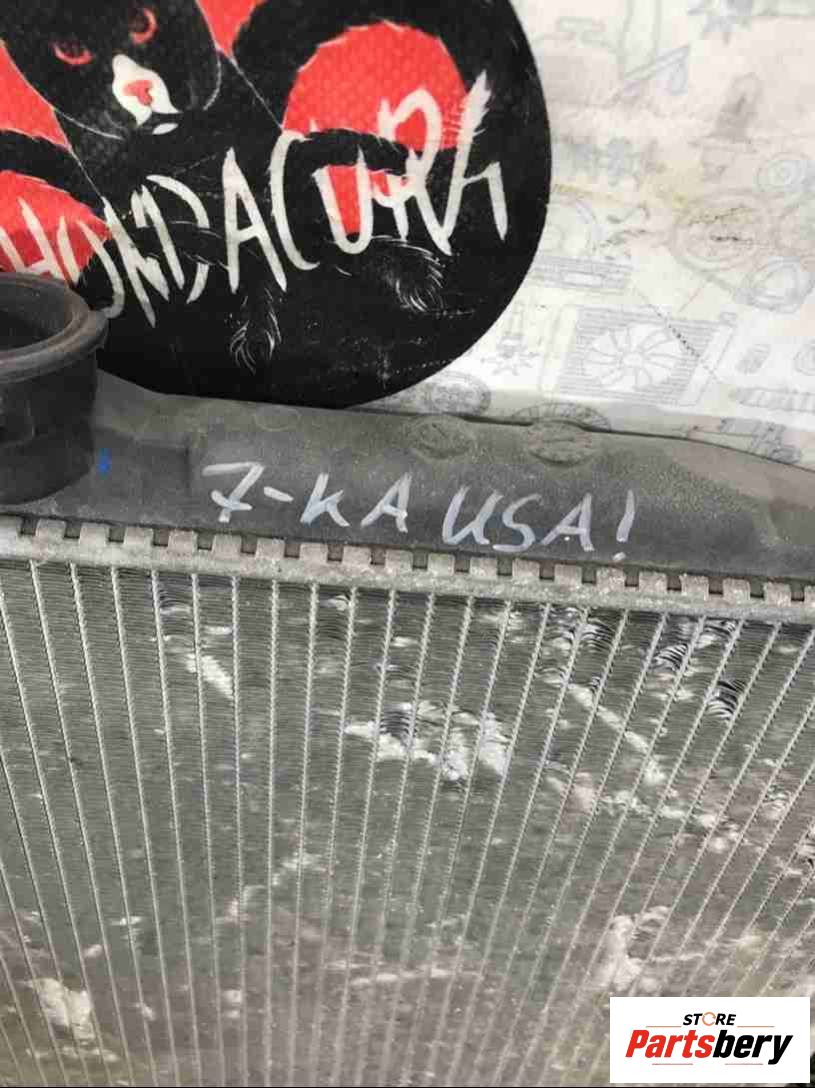 HONDACURA
7-KA USA!
STORE
Partsbery